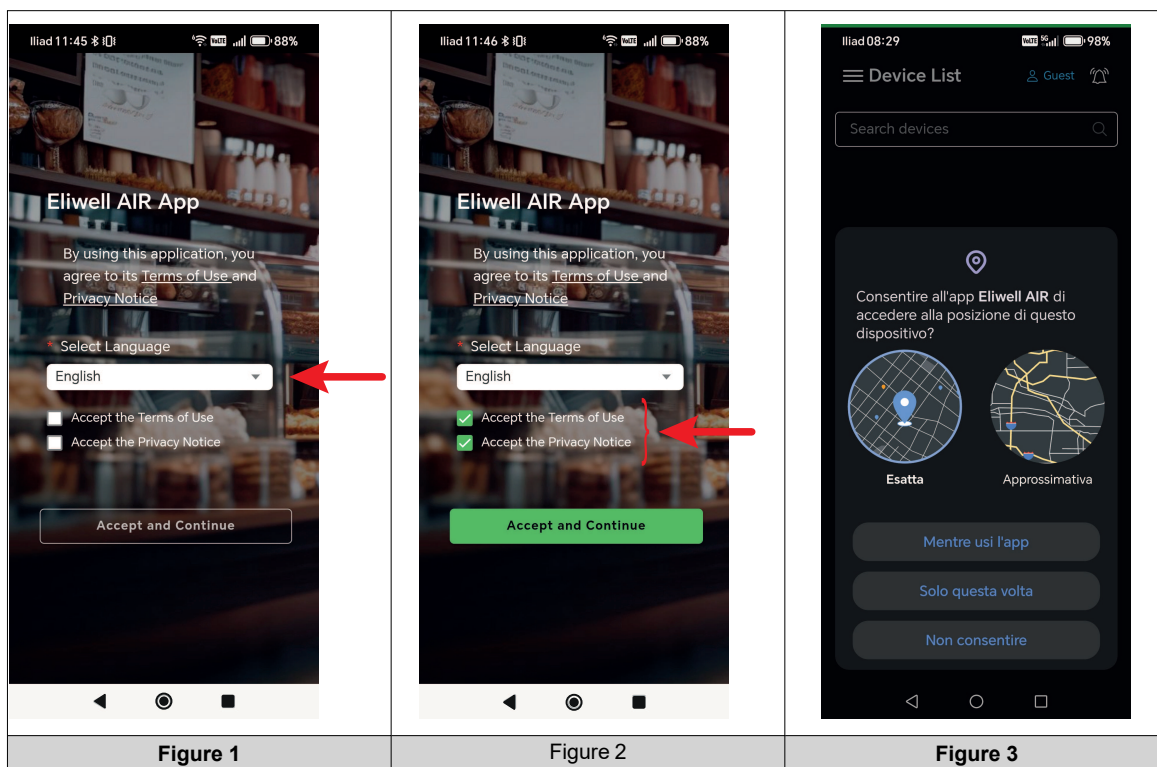 Iliad 11:45 88%
Eliwell AIR App
By using this application, you
agree to its Terms of Use and
Privacy Notice
* Select Language
English
Accept the Terms of Use
Accept the Privacy Notice
Accept and Continue
Figure 1
Iliad 11:46 88%
Eliwell AIR App
By using this application, you
agree to its Terms of Use and
Privacy Notice
* Select Language
English
Accept the Terms of Use
Accept the Privacy Notice
Accept and Continue
Figure 2
Iliad 08:29 VoLTE 5G 98%
Device List Guest
Search devices
Consentire all'app Eliwell AIR di
accedere alla posizione di questo
dispositivo?
Esatta Approssimativa
Mentre usi l'app
Solo questa volta
Non consentire
Figure 3